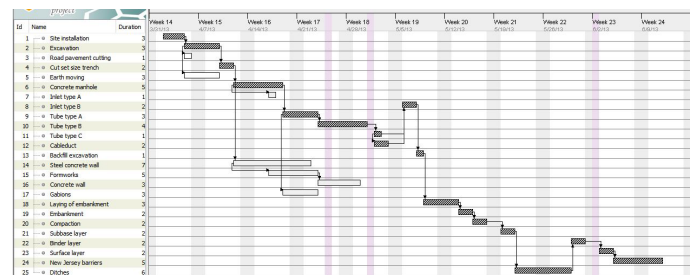 project
Week 14 Week 15 Week 16 Week 17 Week 18 Week 19 Week 20 Week 21 Week 22 Week 23 Week 24
Id Name Duration 3/31/13 4/7/13 4/14/13 4/21/13 4/28/13 5/5/13 5/12/13 5/19/13 5/26/13 6/2/13 6/9/13
1 Site installation 3
2 Excavation 3
3 Road pavement cutting 1
4 Cut set size trench 2
5 Earth moving 3
6 Concrete manhole 5
7 Inlet type A 1
8 Inlet type B 2
9 Tube type A 3
10 Tube type B 4
11 Tube type C 1
12 Cableduct 2
13 Backfill excavation 1
14 Steel concrete wall 7
15 Formworks 5
16 Concrete wall 3
17 Gabions 3
18 Laying of embankment 3
19 Embankment 2
20 Compaction 2
21 Subbase layer 2
22 Binder layer 2
23 Surface layer 2
24 New Jersey barriers 5
25 Ditches 6